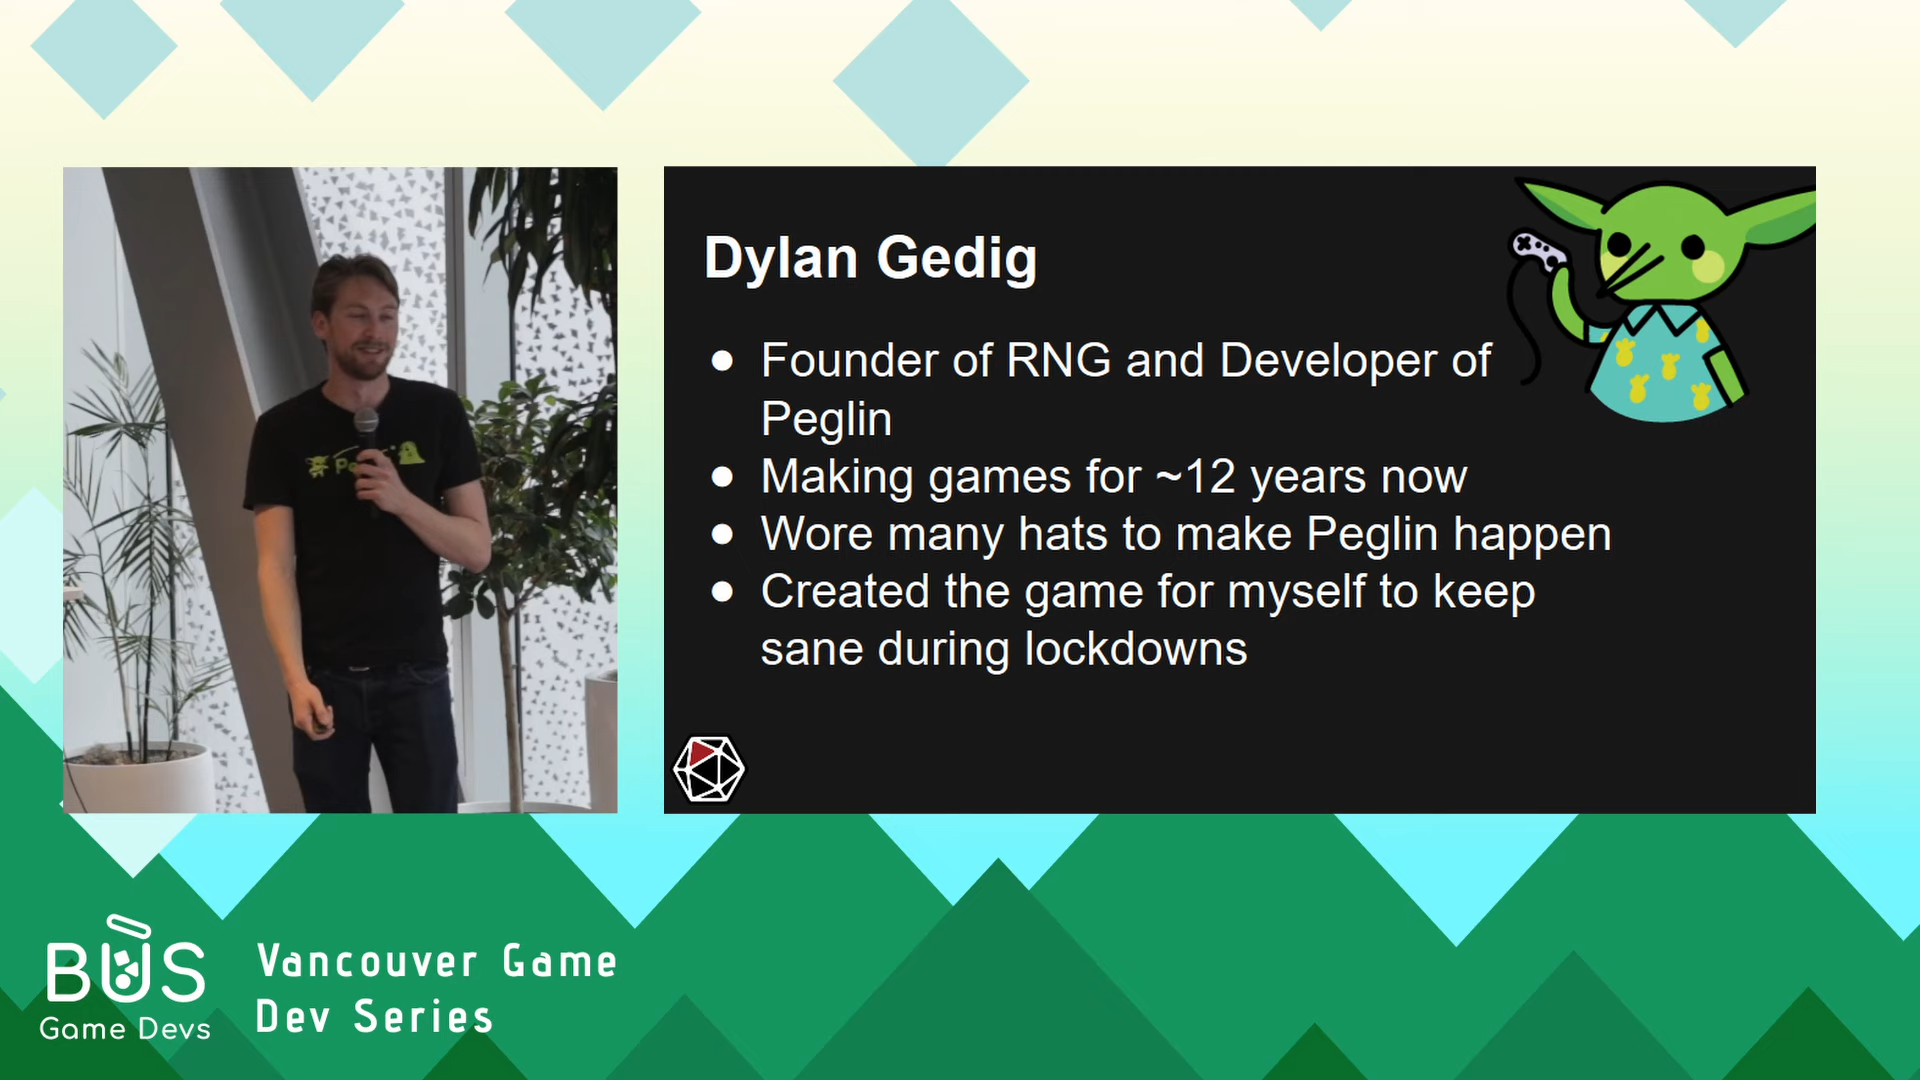 Dylan Gedig
● Founder of RNG and Developer of
Peglin
● Making games for ~12 years now
● Wore many hats to make Peglin happen
● Created the game for myself to keep
sane during lockdowns
BUS
Game Devs
Vancouver Game
Dev Series